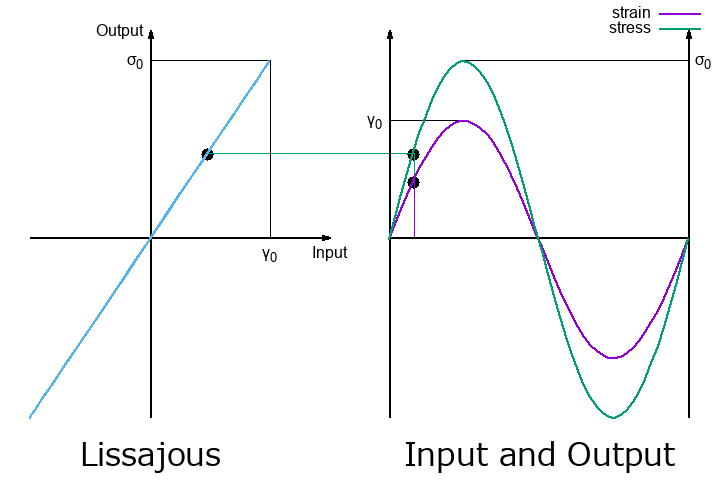 Output
σ0
γ0
Input
Lissajous
strain
stress
σ0
γ0
Input and Output